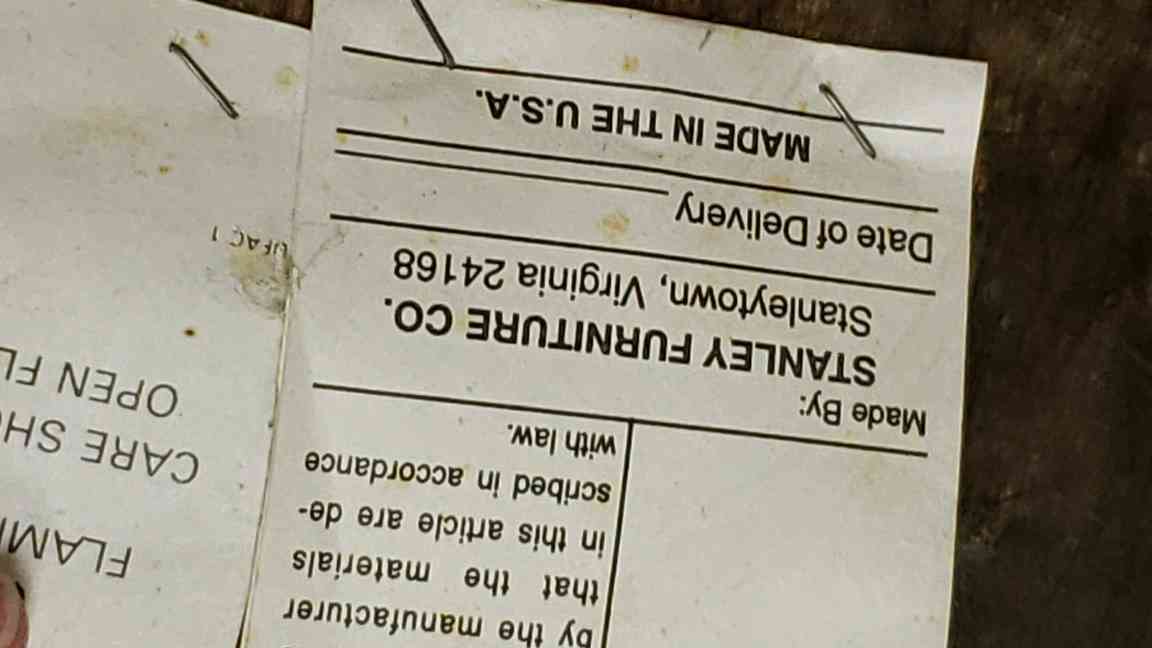 by the manufacturer
that the materials
in this article are de-
scribed in accordance
with law.
Made By:
STANLEY FURNITURE CO.
Stanleytown, Virginia 24168
Date of Delivery
MADE IN THE U.S.A.
CARE SH
OPEN FL
UFAC 1